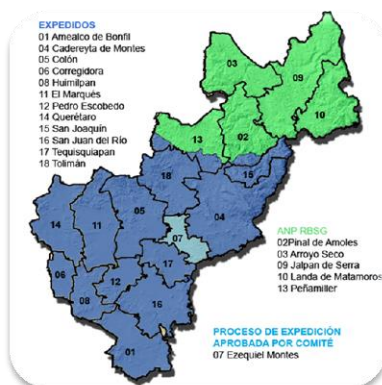 EXPEDIDOS
01 Amealco de Bonfil
04 Cadereyta de Montes
05 Colón
06 Corregidora
08 Huimilpan
11 El Marqués
12 Pedro Escobedo
14 Querétaro
15 San Joaquín
16 San Juan del Río
17 Tequisquiapan
18 Tolimán
03
09
10
13
02
18
15
14
11
05
04
07
06
12
17
08
16
01
ANP RBSG
02Pinal de Amoles
03 Arroyo Seco
09 Jalpan de Serra
10 Landa de Matamoros
13 Peñamiller
PROCESO DE EXPEDICIÓN
APROBADA POR COMITÉ
07 Ezequiel Montes